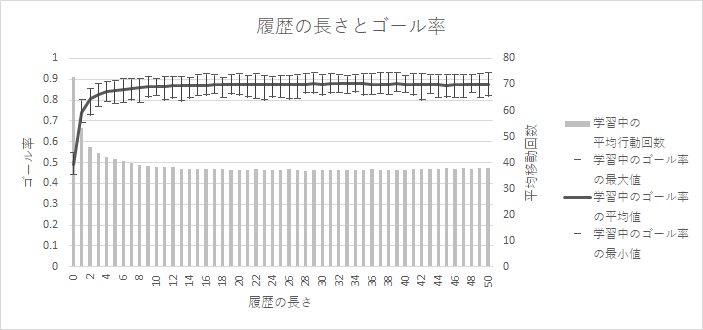 履歴の長さとゴール率
1
0.9
0.8
0.7
0.6
0.5
0.4
0.3
0.2
0.1
0
ゴール率
80
70
60
50
40
30
20
10
0
平均移動回数
0 2 4 6 8 10 12 14 16 18 20 22 24 26 28 30 32 34 36 38 40 42 44 46 48 50
履歴の長さ
学習中の
平均行動回数
学習中のゴール率
の最大値
学習中のゴール率
の平均値
学習中のゴール率
の最小値